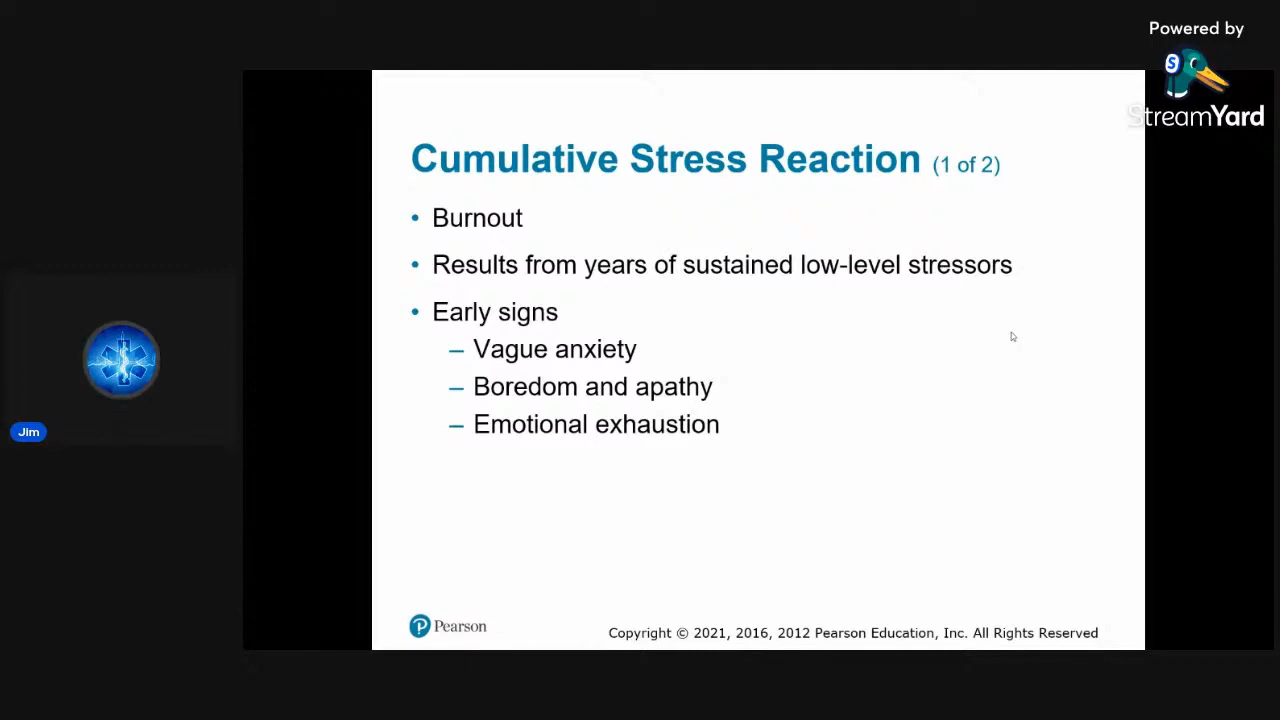 Powered by
StreamYard
Cumulative Stress Reaction (1 of 2)
• Burnout
• Results from years of sustained low-level stressors
• Early signs
– Vague anxiety
– Boredom and apathy
– Emotional exhaustion
Jim
Pearson
Copyright © 2021, 2016, 2012 Pearson Education, Inc. All Rights Reserved